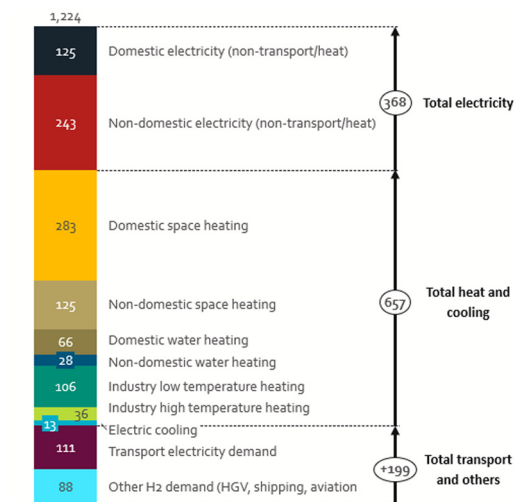 1,224
125 Domestic electricity (non-transport/heat)
368 Total electricity
243 Non-domestic electricity (non-transport/heat)
283 Domestic space heating
125 Non-domestic space heating
657 Total heat and
cooling
66 Domestic water heating
28 Non-domestic water heating
106 Industry low temperature heating
36 Industry high temperature heating
13 Electric cooling
111 Transport electricity demand
+199 Total transport
and others
88 Other H2 demand (HGV, shipping, aviation